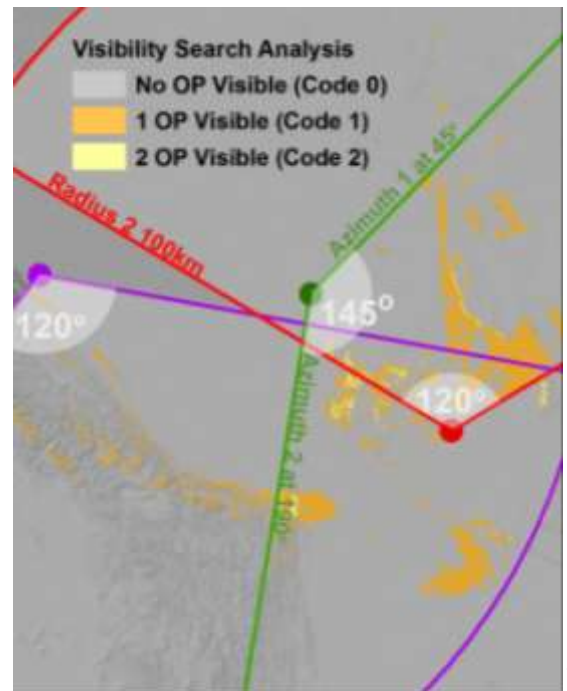 Visibility Search Analysis
No OP Visible (Code 0)
1 OP Visible (Code 1)
2 OP Visible (Code 2)
Azimuth 1 at 45°
Radius 2 100km
120°
145°
Azimuth 2 at 190°
120°